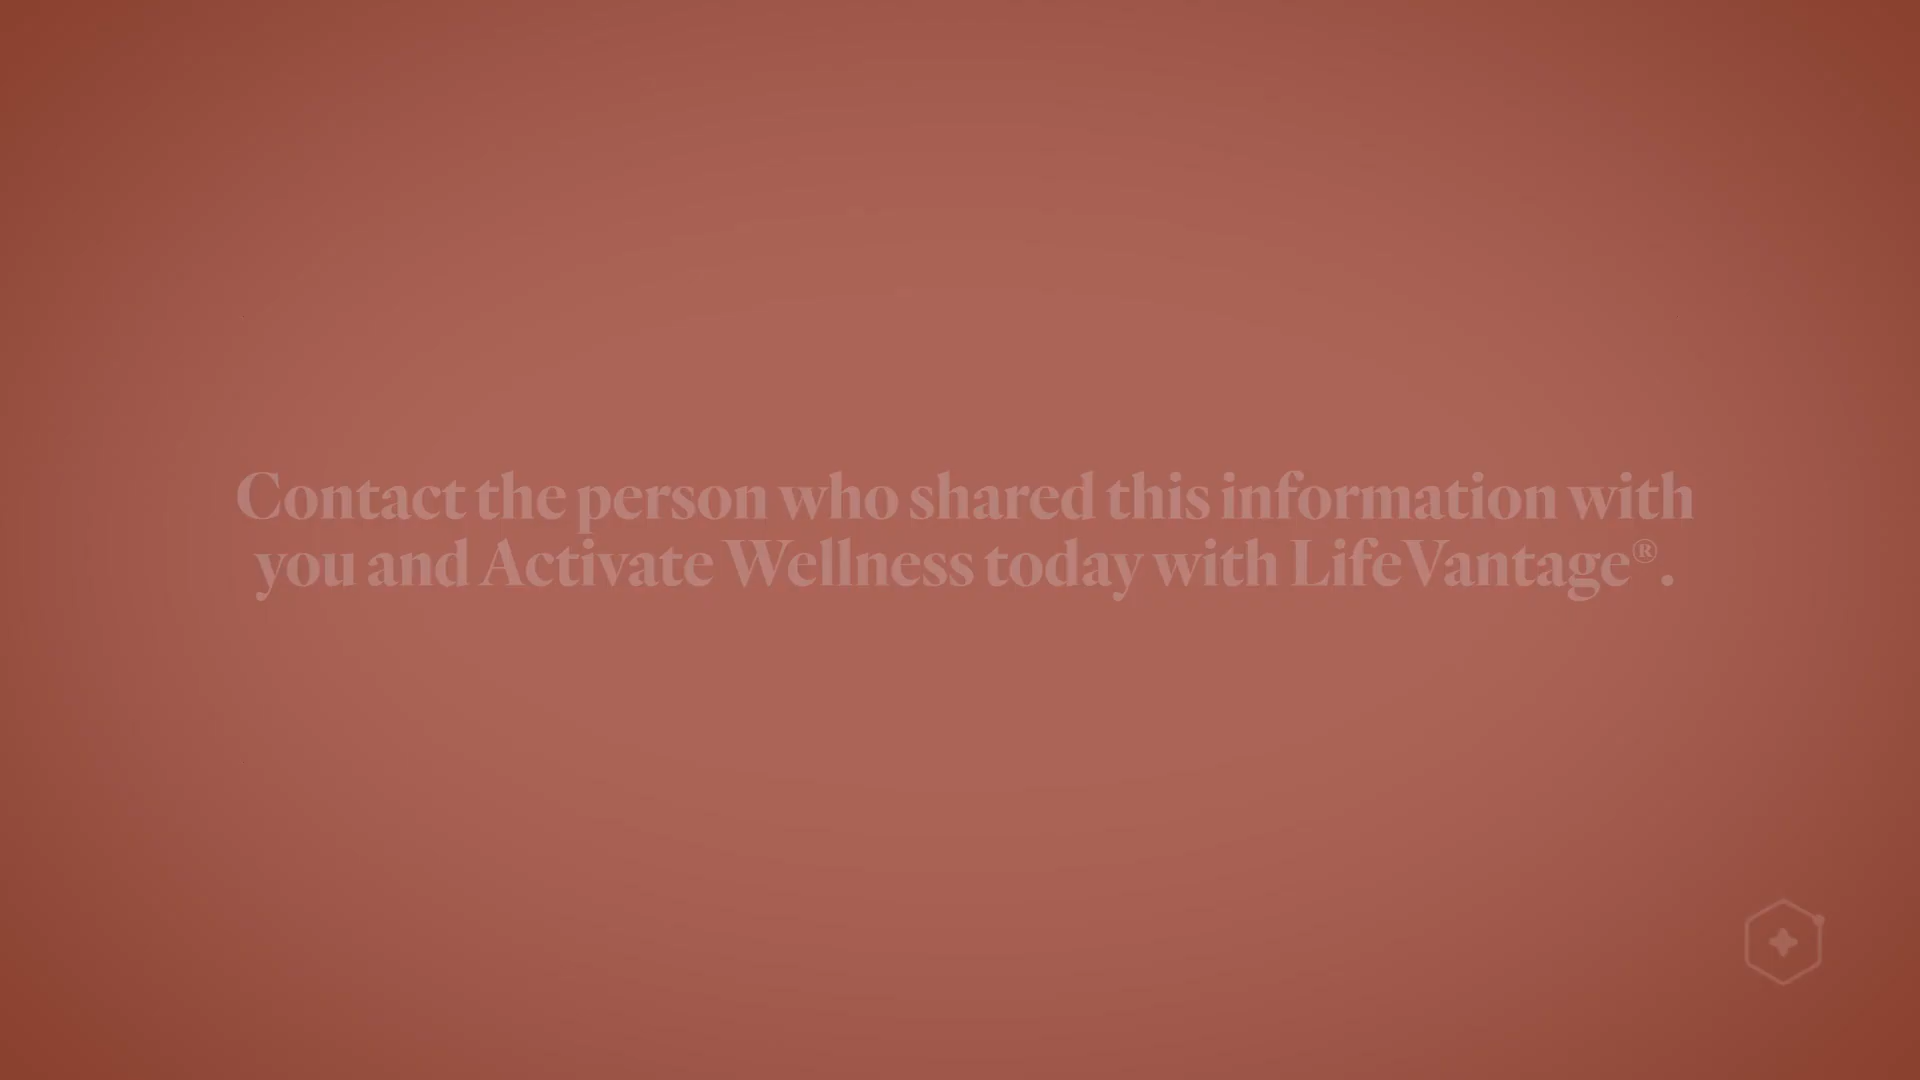 Contact the person who shared this information with
you and Activate Wellness today with LifeVantage®.